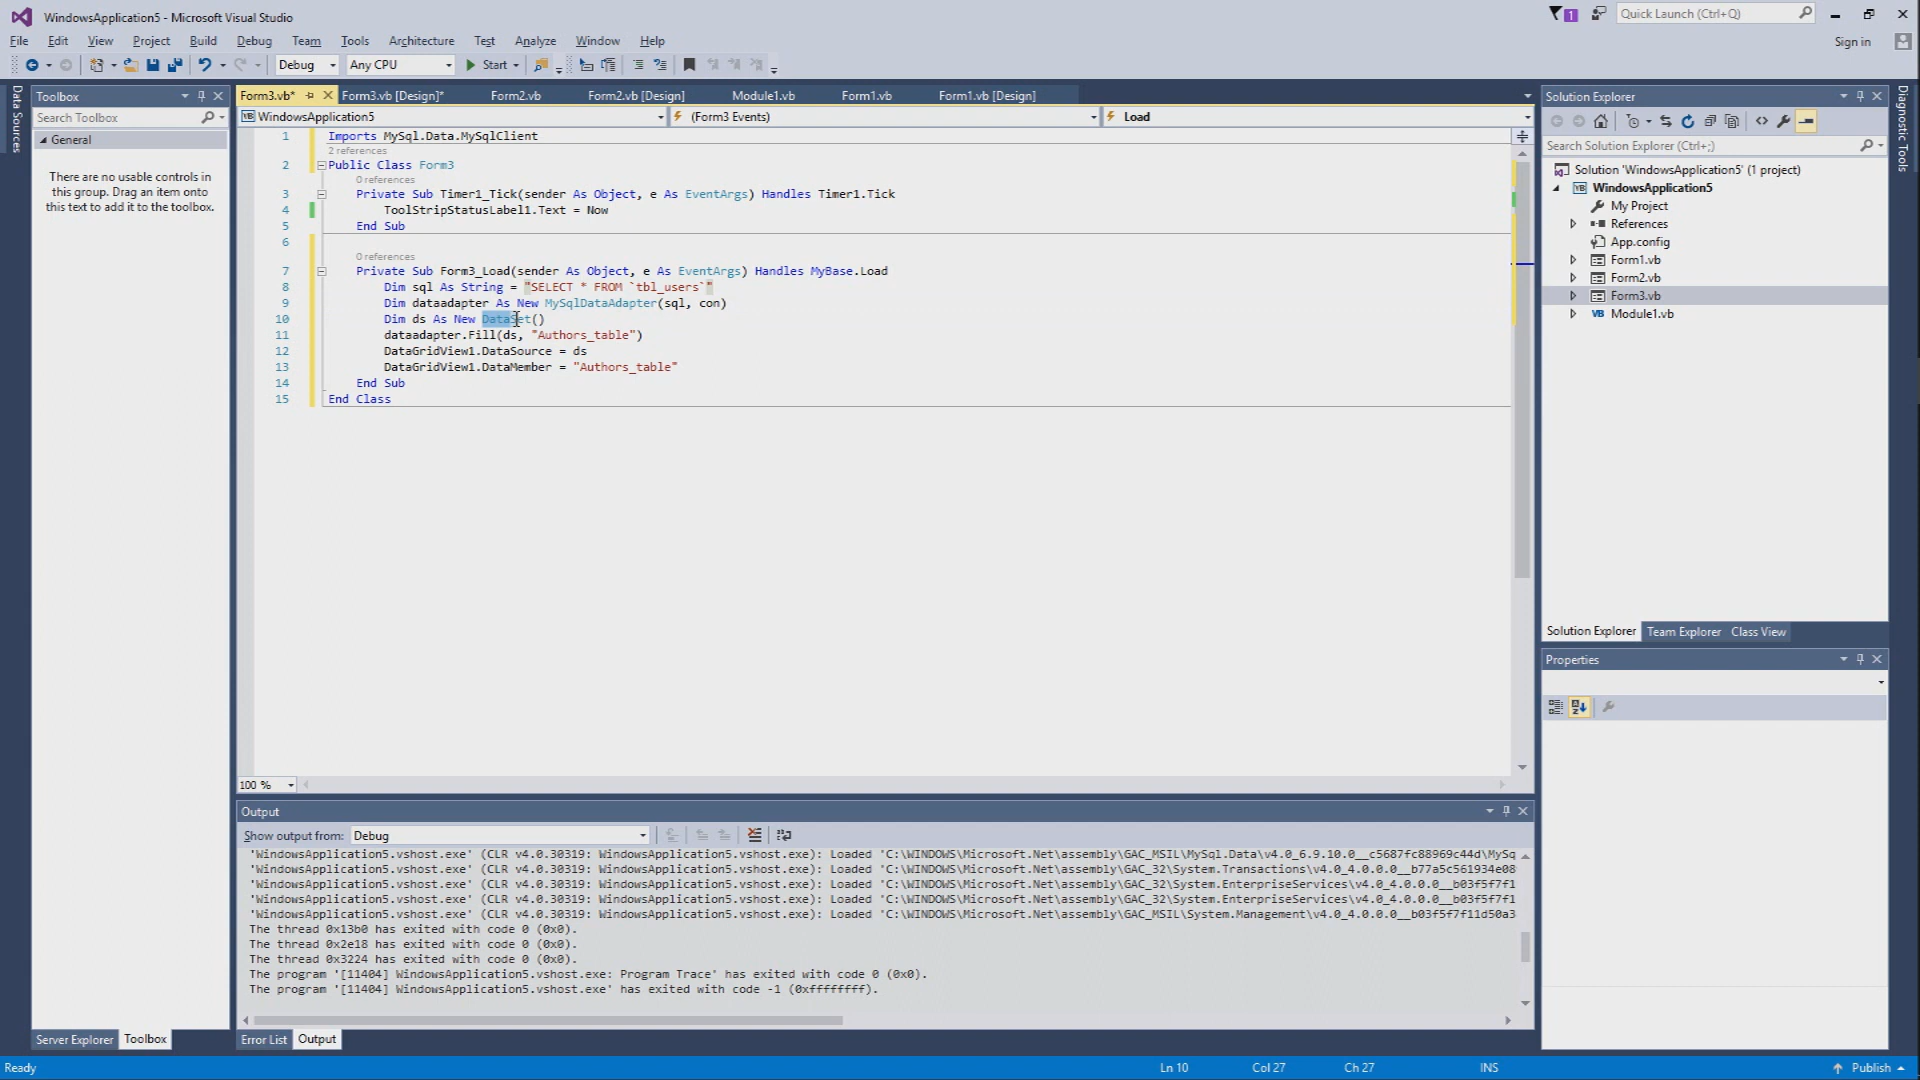 WindowsApplication5 - Microsoft Visual Studio
1
Quick Launch (Ctrl+Q)
File Edit View Project Build Debug Team Tools Architecture Test Analyze Window Help
Sign in
Debug Any CPU Start
Data Sources
Toolbox
Search Toolbox
General
There are no usable controls in
this group. Drag an item onto
this text to add it to the toolbox.
Server Explorer Toolbox
Form3.vb* Form3.vb [Design]* Form2.vb Form2.vb [Design] Module1.vb Form1.vb Form1.vb [Design]
WindowsApplication5 (Form3 Events) Load
1 Imports MySql.Data.MySqlClient
2 references
2 Public Class Form3
0 references
3 Private Sub Timer1_Tick(sender As Object, e As EventArgs) Handles Timer1.Tick
4 ToolStripStatusLabel1.Text = Now
5 End Sub
6
0 references
7 Private Sub Form3_Load(sender As Object, e As EventArgs) Handles MyBase.Load
8 Dim sql As String = "SELECT * FROM `tbl_users`"
9 Dim dataadapter As New MySqlDataAdapter(sql, con)
10 Dim ds As New DataSet()
11 dataadapter.Fill(ds, "Authors_table")
12 DataGridView1.DataSource = ds
13 DataGridView1.DataMember = "Authors_table"
14 End Sub
15 End Class
100 %
Output
Show output from: Debug
'WindowsApplication5.vshost.exe' (CLR v4.0.30319: WindowsApplication5.vshost.exe): Loaded 'C:\WINDOWS\Microsoft.Net\assembly\GAC_MSIL\MySql.Data\v4.0_6.9.10.0__c5687fc88969c44d\MySq
'WindowsApplication5.vshost.exe' (CLR v4.0.30319: WindowsApplication5.vshost.exe): Loaded 'C:\WINDOWS\Microsoft.Net\assembly\GAC_32\System.Transactions\v4.0_4.0.0.0__b77a5c561934e08
'WindowsApplication5.vshost.exe' (CLR v4.0.30319: WindowsApplication5.vshost.exe): Loaded 'C:\WINDOWS\Microsoft.Net\assembly\GAC_32\System.EnterpriseServices\v4.0_4.0.0.0__b03f5f7f1
'WindowsApplication5.vshost.exe' (CLR v4.0.30319: WindowsApplication5.vshost.exe): Loaded 'C:\WINDOWS\Microsoft.Net\assembly\GAC_32\System.EnterpriseServices\v4.0_4.0.0.0__b03f5f7f1
'WindowsApplication5.vshost.exe' (CLR v4.0.30319: WindowsApplication5.vshost.exe): Loaded 'C:\WINDOWS\Microsoft.Net\assembly\GAC_MSIL\System.Management\v4.0_4.0.0.0__b03f5f7f11d50a3
The thread 0x13b0 has exited with code 0 (0x0).
The thread 0x2e18 has exited with code 0 (0x0).
The thread 0x3224 has exited with code 0 (0x0).
The program '[11404] WindowsApplication5.vshost.exe: Program Trace' has exited with code 0 (0x0).
The program '[11404] WindowsApplication5.vshost.exe' has exited with code -1 (0xffffffff).
Error List Output
Solution Explorer
Search Solution Explorer (Ctrl+;)
Solution 'WindowsApplication5' (1 project)
VB WindowsApplication5
My Project
References
App.config
Form1.vb
Form2.vb
Form3.vb
VB Module1.vb
Solution Explorer Team Explorer Class View
Properties
Diagnostic Tools
Ready Ln 10 Col 27 Ch 27 INS Publish